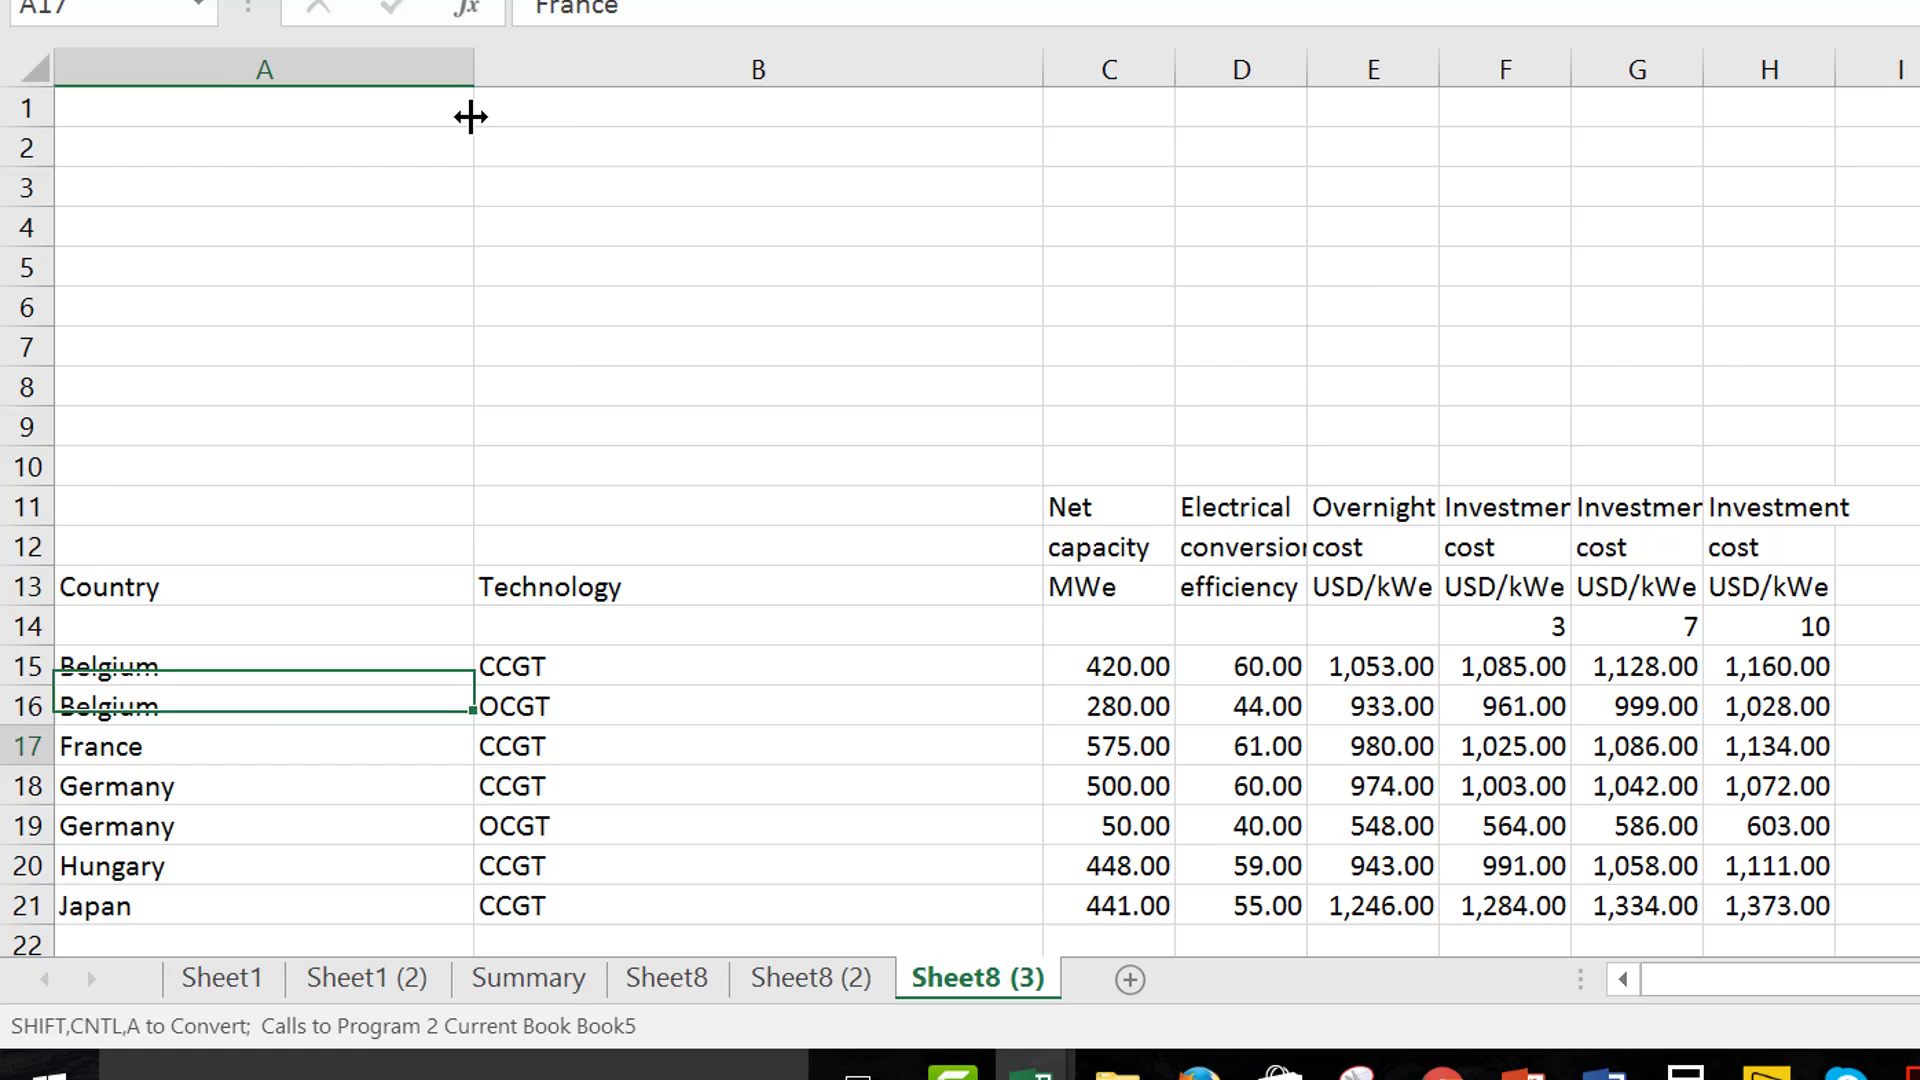 A17 fx France
A B C D E F G H I
1
2
3
4
5
6
7
8
9
10
11 Net Electrical Overnight Investmer Investmer Investment
12 capacity conversion cost cost cost cost
13 Country Technology MWe efficiency USD/kWe USD/kWe USD/kWe USD/kWe
14 3 7 10
15 Belgium CCGT 420.00 60.00 1,053.00 1,085.00 1,128.00 1,160.00
16 Belgium OCGT 280.00 44.00 933.00 961.00 999.00 1,028.00
17 France CCGT 575.00 61.00 980.00 1,025.00 1,086.00 1,134.00
18 Germany CCGT 500.00 60.00 974.00 1,003.00 1,042.00 1,072.00
19 Germany OCGT 50.00 40.00 548.00 564.00 586.00 603.00
20 Hungary CCGT 448.00 59.00 943.00 991.00 1,058.00 1,111.00
21 Japan CCGT 441.00 55.00 1,246.00 1,284.00 1,334.00 1,373.00
22
Sheet1 Sheet1 (2) Summary Sheet8 Sheet8 (2) Sheet8 (3)
SHIFT,CNTL,A to Convert; Calls to Program 2 Current Book Book5